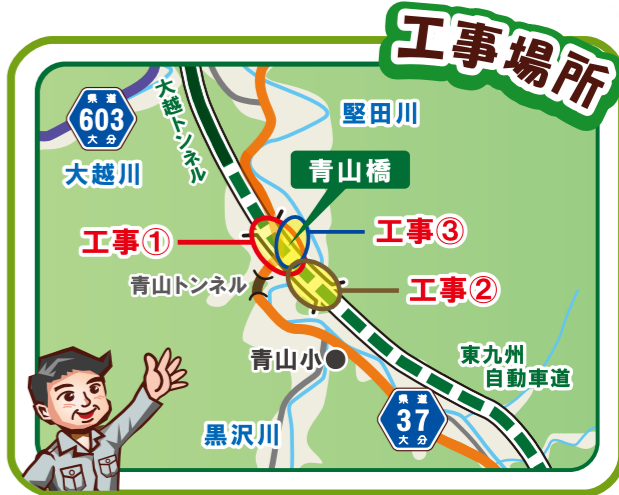 工事場所
県道
603
大分
大越トンネル
堅田川
大越川
青山橋
工事①
工事③
青山トンネル
工事②
青山小
東九州
自動車道
県道
37
大分
黒沢川